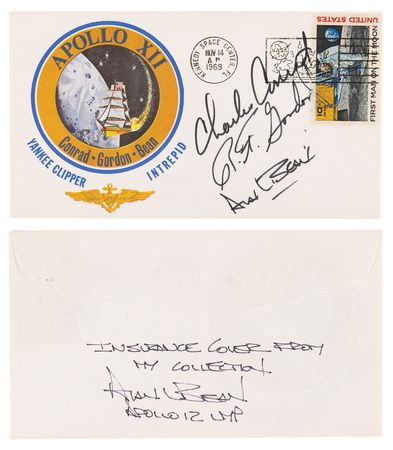 APOLLO XII
Conrad · Gordon · Bean
YANKEE CLIPPER
INTREPID
KENNEDY SPACE CENTER, FL
NOV 14
A M
1969
UNITED STATES
10¢
FIRST MAN ON THE MOON
Charles Conrad Jr
R. F. Gordon
Alan L Bean
INSURANCE COVER FROM
MY COLLECTION
ALAN L BEAN
APOLLO 12 LMP